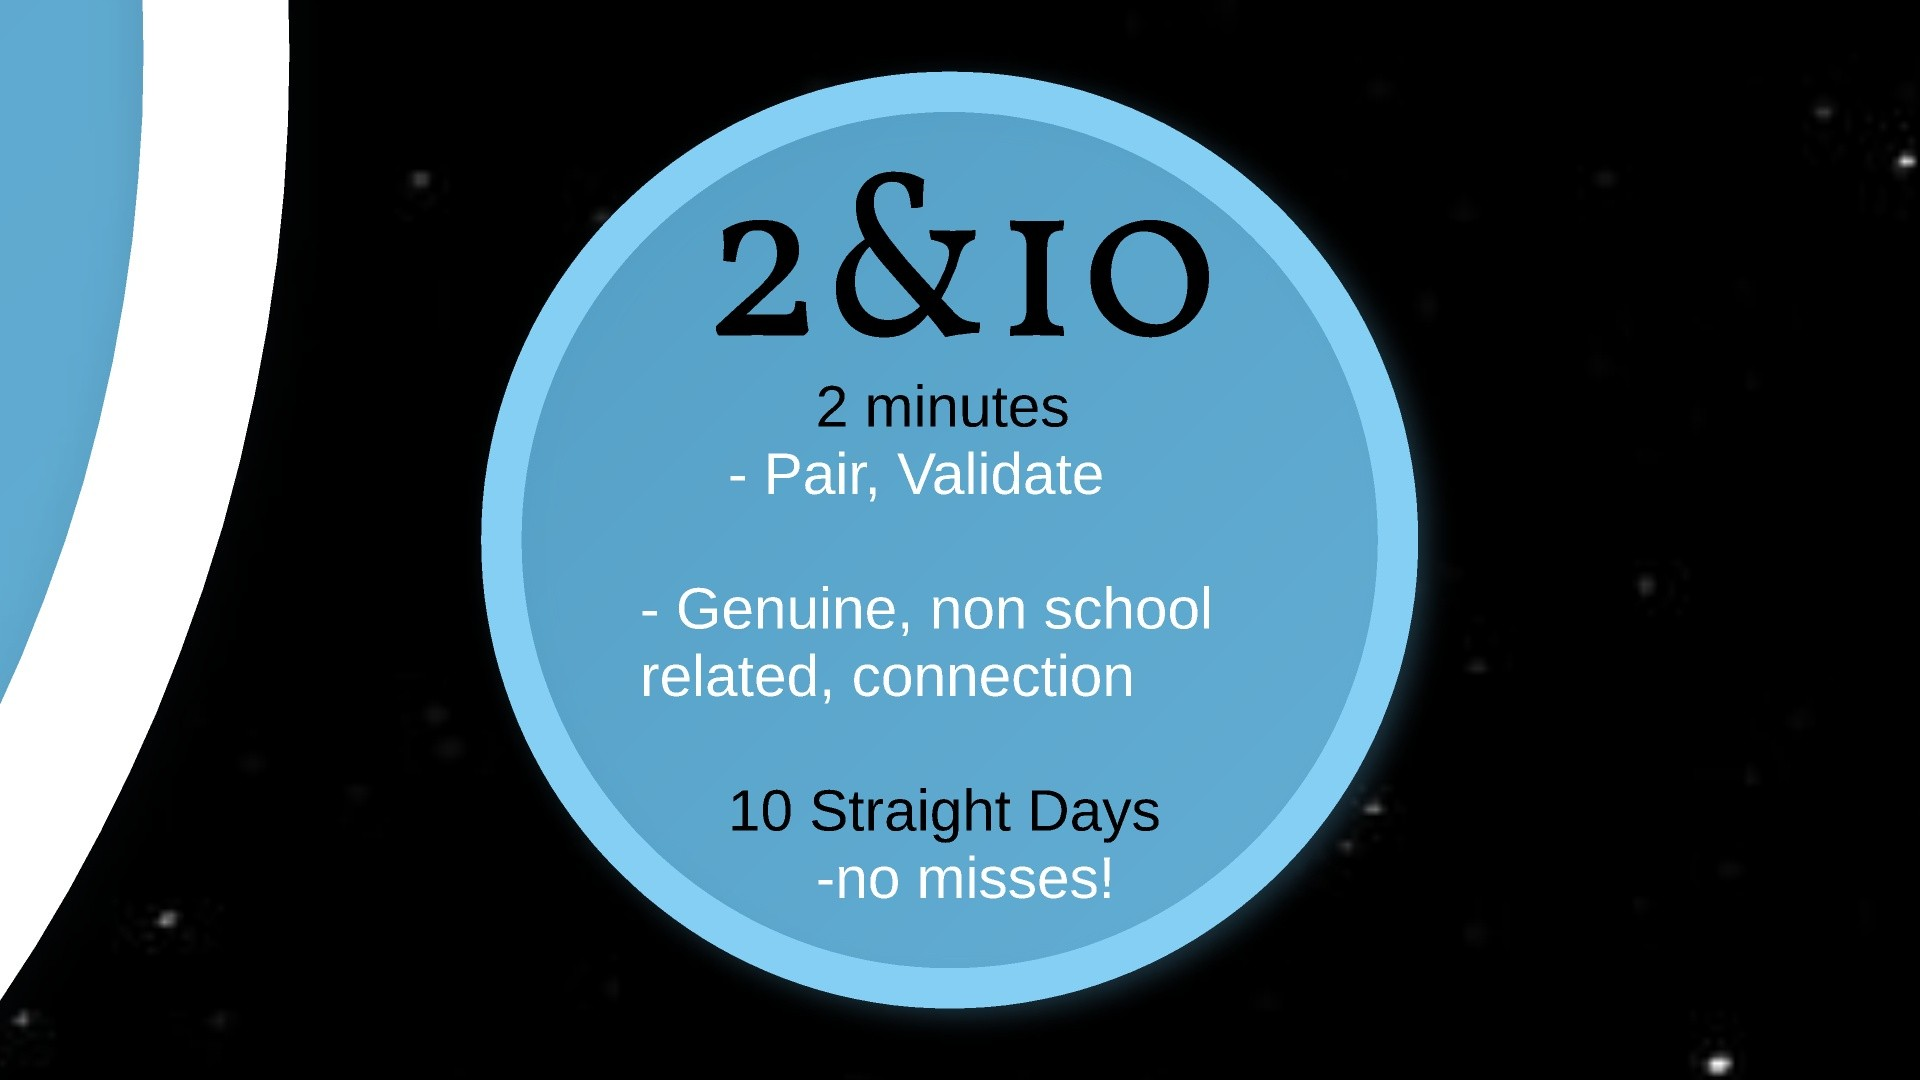 2&10
2 minutes
- Pair, Validate
- Genuine, non school
related, connection
10 Straight Days
-no misses!